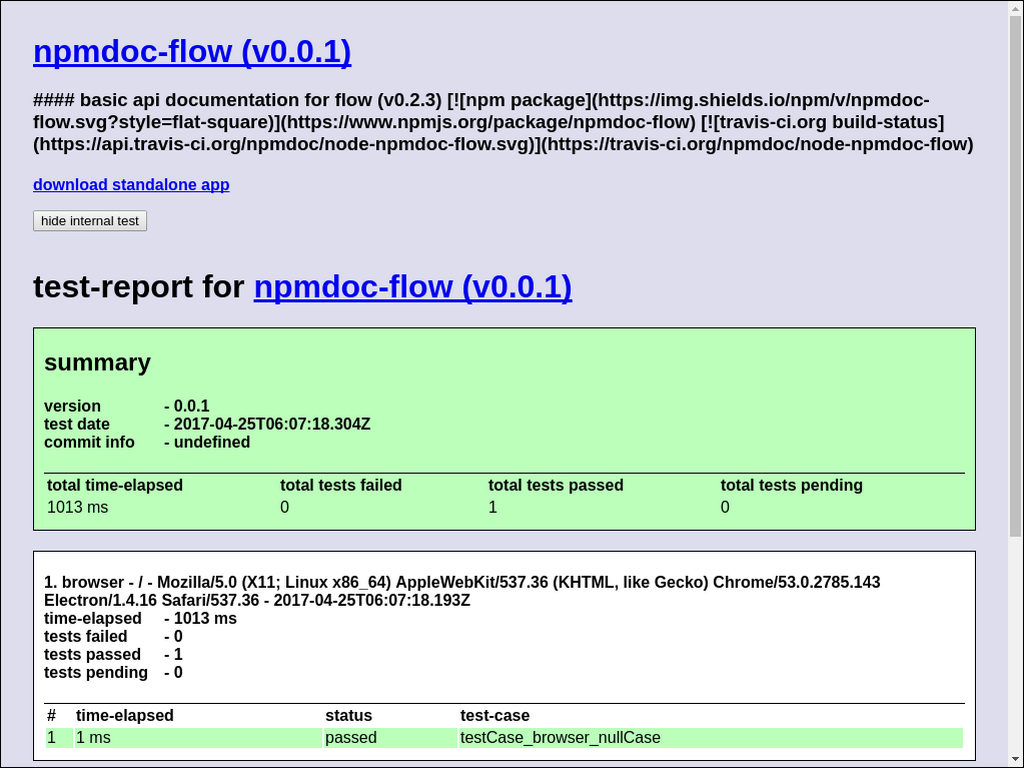 npmdoc-flow (v0.0.1)
#### basic api documentation for flow (v0.2.3) [![npm package](https://img.shields.io/npm/v/npmdoc-
flow.svg?style=flat-square)](https://www.npmjs.org/package/npmdoc-flow) [![travis-ci.org build-status]
(https://api.travis-ci.org/npmdoc/node-npmdoc-flow.svg)](https://travis-ci.org/npmdoc/node-npmdoc-flow)
download standalone app
hide internal test
test-report for npmdoc-flow (v0.0.1)
summary
version - 0.0.1
test date - 2017-04-25T06:07:18.304Z
commit info - undefined
total time-elapsed total tests failed total tests passed total tests pending
1013 ms 0 1 0
1. browser - / - Mozilla/5.0 (X11; Linux x86_64) AppleWebKit/537.36 (KHTML, like Gecko) Chrome/53.0.2785.143
Electron/1.4.16 Safari/537.36 - 2017-04-25T06:07:18.193Z
time-elapsed - 1013 ms
tests failed - 0
tests passed - 1
tests pending - 0
# time-elapsed status test-case
1 1 ms passed testCase_browser_nullCase